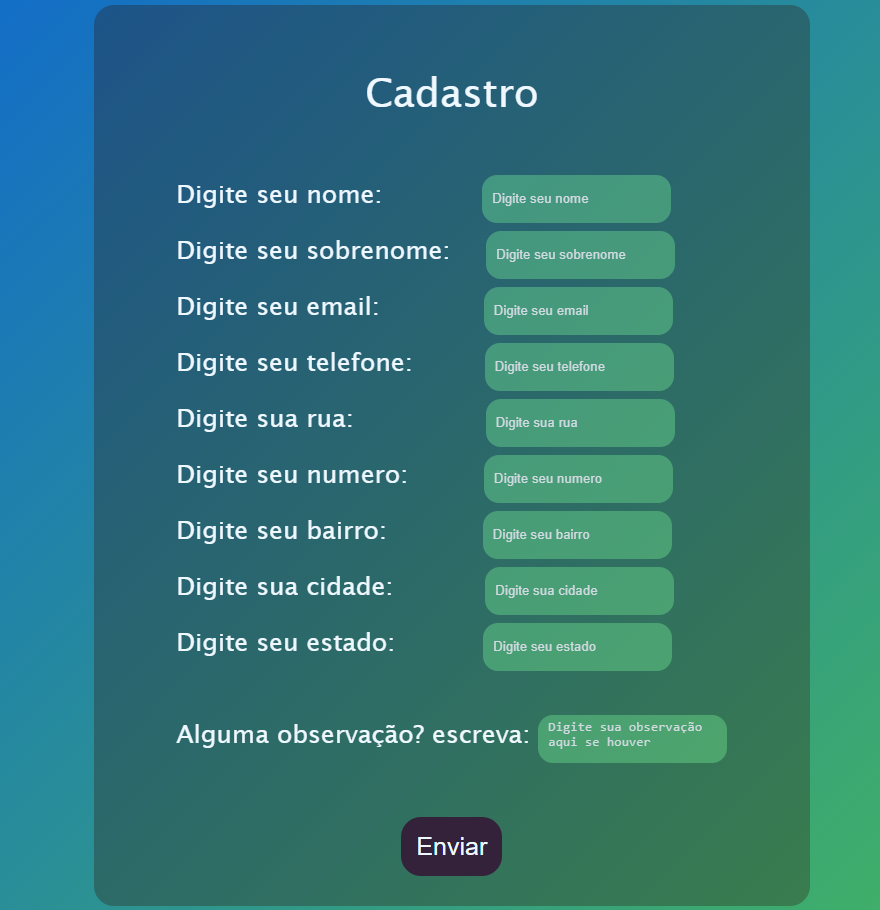 Cadastro
Digite seu nome: Digite seu nome
Digite seu sobrenome: Digite seu sobrenome
Digite seu email: Digite seu email
Digite seu telefone: Digite seu telefone
Digite sua rua: Digite sua rua
Digite seu numero: Digite seu numero
Digite seu bairro: Digite seu bairro
Digite sua cidade: Digite sua cidade
Digite seu estado: Digite seu estado
Alguma observação? escreva: Digite sua observação
aqui se houver
Enviar